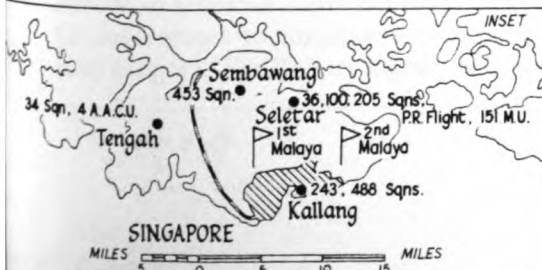 INSET
Sembawang
453 Sqn.
36,100,205 Sqns.
34 Sqn, 4 A.A.C.U.
Seletar
P.R. Flight, 151 M.U.
Tengah
1st Malaya
2nd Malaya
243, 488 Sqns.
Kallang
SINGAPORE
MILES
MILES
5 0 5 10 15